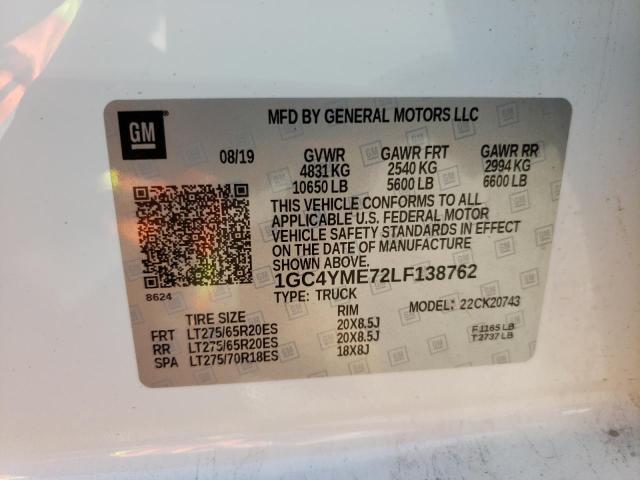 GM
MFD BY GENERAL MOTORS LLC
08/19 GVWR GAWR FRT GAWR RR
4831 KG 2540 KG 2994 KG
10650 LB 5600 LB 6600 LB
THIS VEHICLE CONFORMS TO ALL
APPLICABLE U.S. FEDERAL MOTOR
VEHICLE SAFETY STANDARDS IN EFFECT
ON THE DATE OF MANUFACTURE
SHOWN ABOVE.
8624
1GC4YME72LF138762
TYPE: TRUCK MODEL: 22CK20743
TIRE SIZE RIM
FRT LT275/65R20ES 20X8.5J F 1165 LB
RR LT275/65R20ES 20X8.5J T 2737 LB
SPA LT275/70R18ES 18X8J